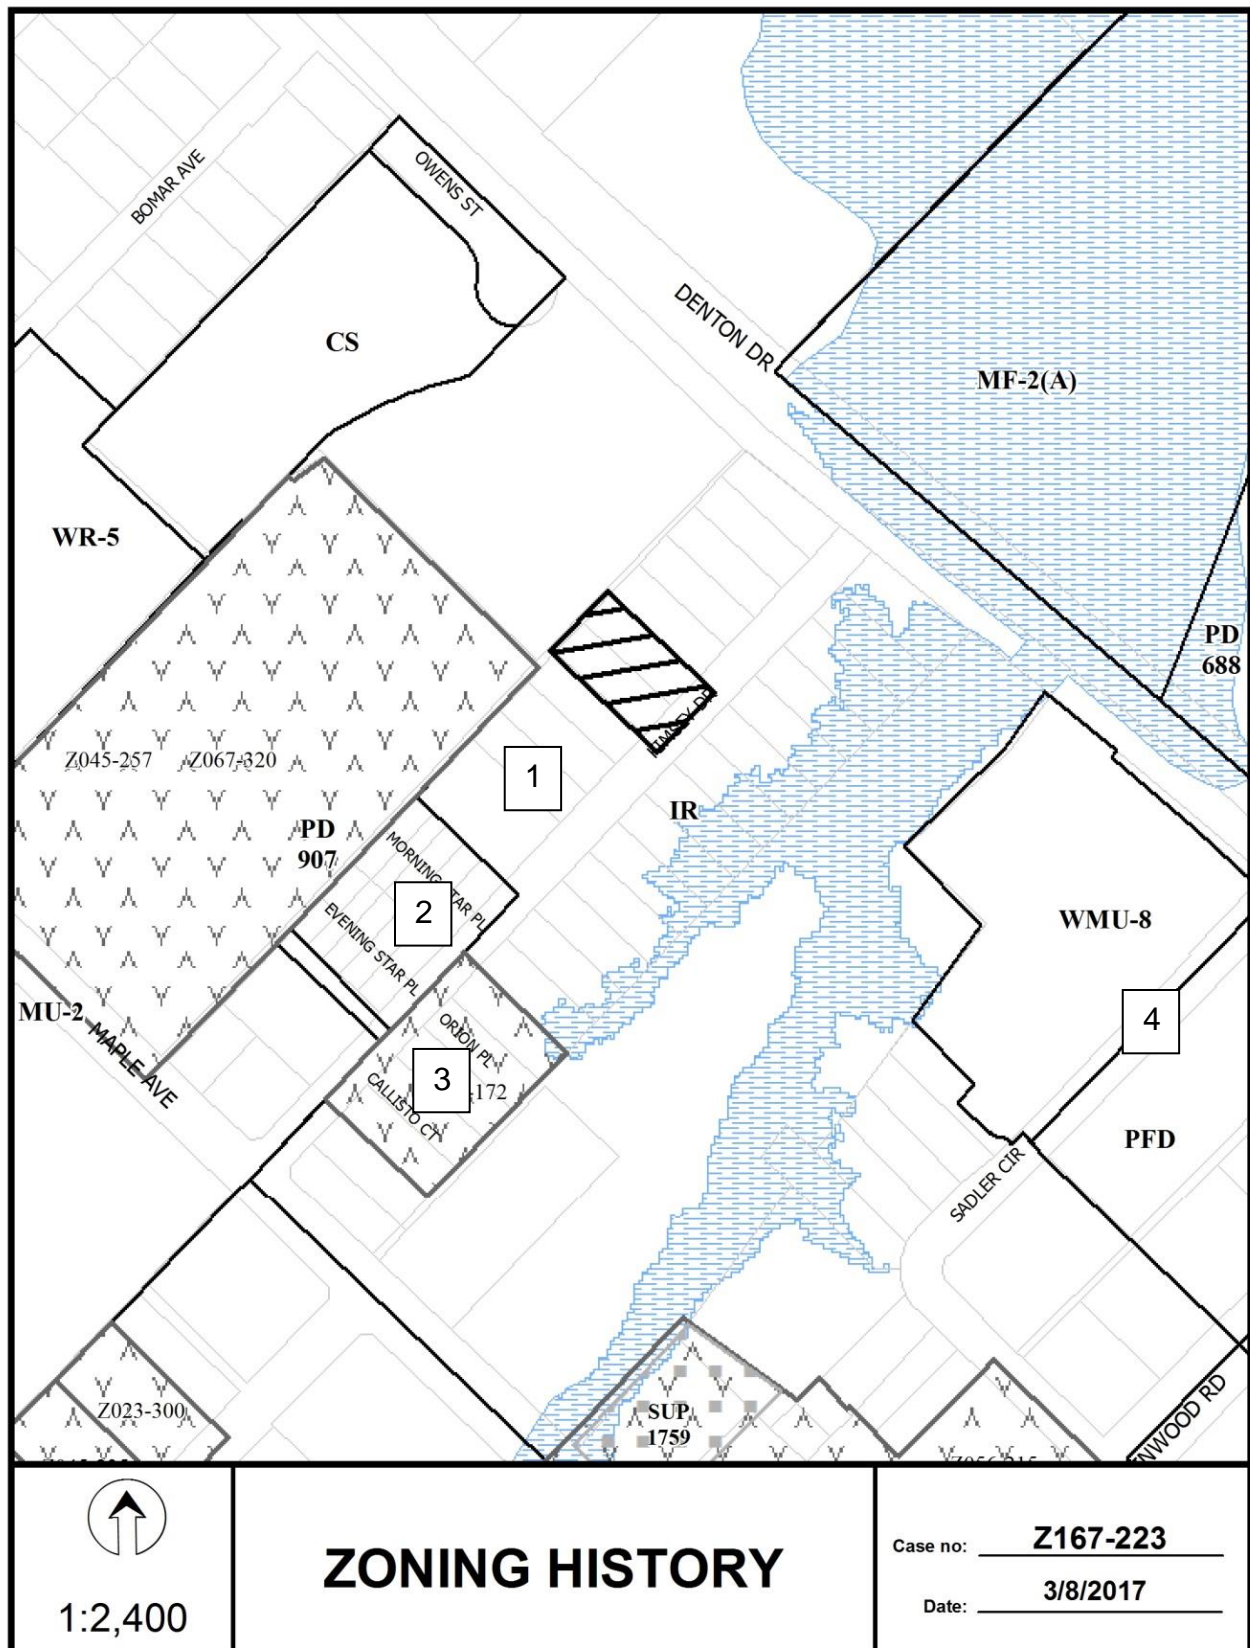 BOMAR AVE
OWENS ST
DENTON DR
CS
MF-2(A)
WR-5
PD
688
Z045-257
Z067-320
1
IR
PD
907
MORNING STAR PL
2
EVENING STAR PL
WMU-8
MU-2
MAPLE AVE
4
ORION PL
3
-172
CALLISTO CT
PFD
SADLER CIR
Z023-300
SUP
1759
NWOOD RD
1:2,400
ZONING HISTORY
Case no: Z167-223
Date: 3/8/2017